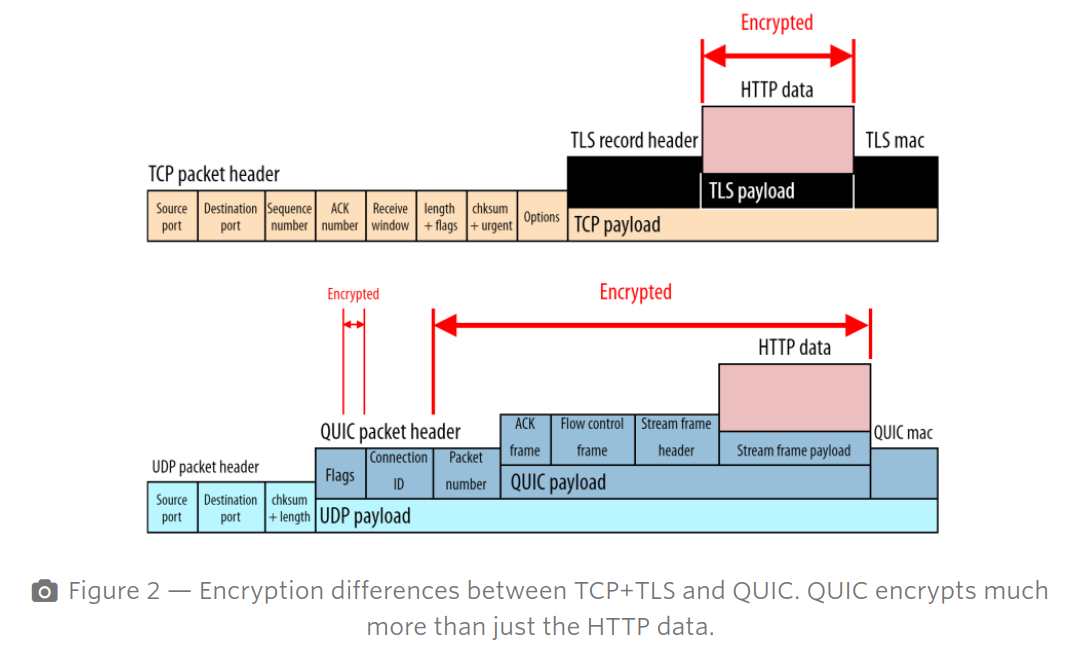 Encrypted
HTTP data
TLS record header
TLS mac
TCP packet header
TLS payload
Source
port
Destination
port
Sequence
number
ACK
number
Receive
window
length
+ flags
chksum
+ urgent
Options
TCP payload
Encrypted
Encrypted
HTTP data
QUIC packet header
QUIC mac
ACK
frame
Flow control
frame
Stream frame
header
Stream frame payload
Flags
Connection
ID
Packet
number
QUIC payload
UDP packet header
Source
port
Destination
port
chksum
+ length
UDP payload
Figure 2 — Encryption differences between TCP+TLS and QUIC. QUIC encrypts much
more than just the HTTP data.